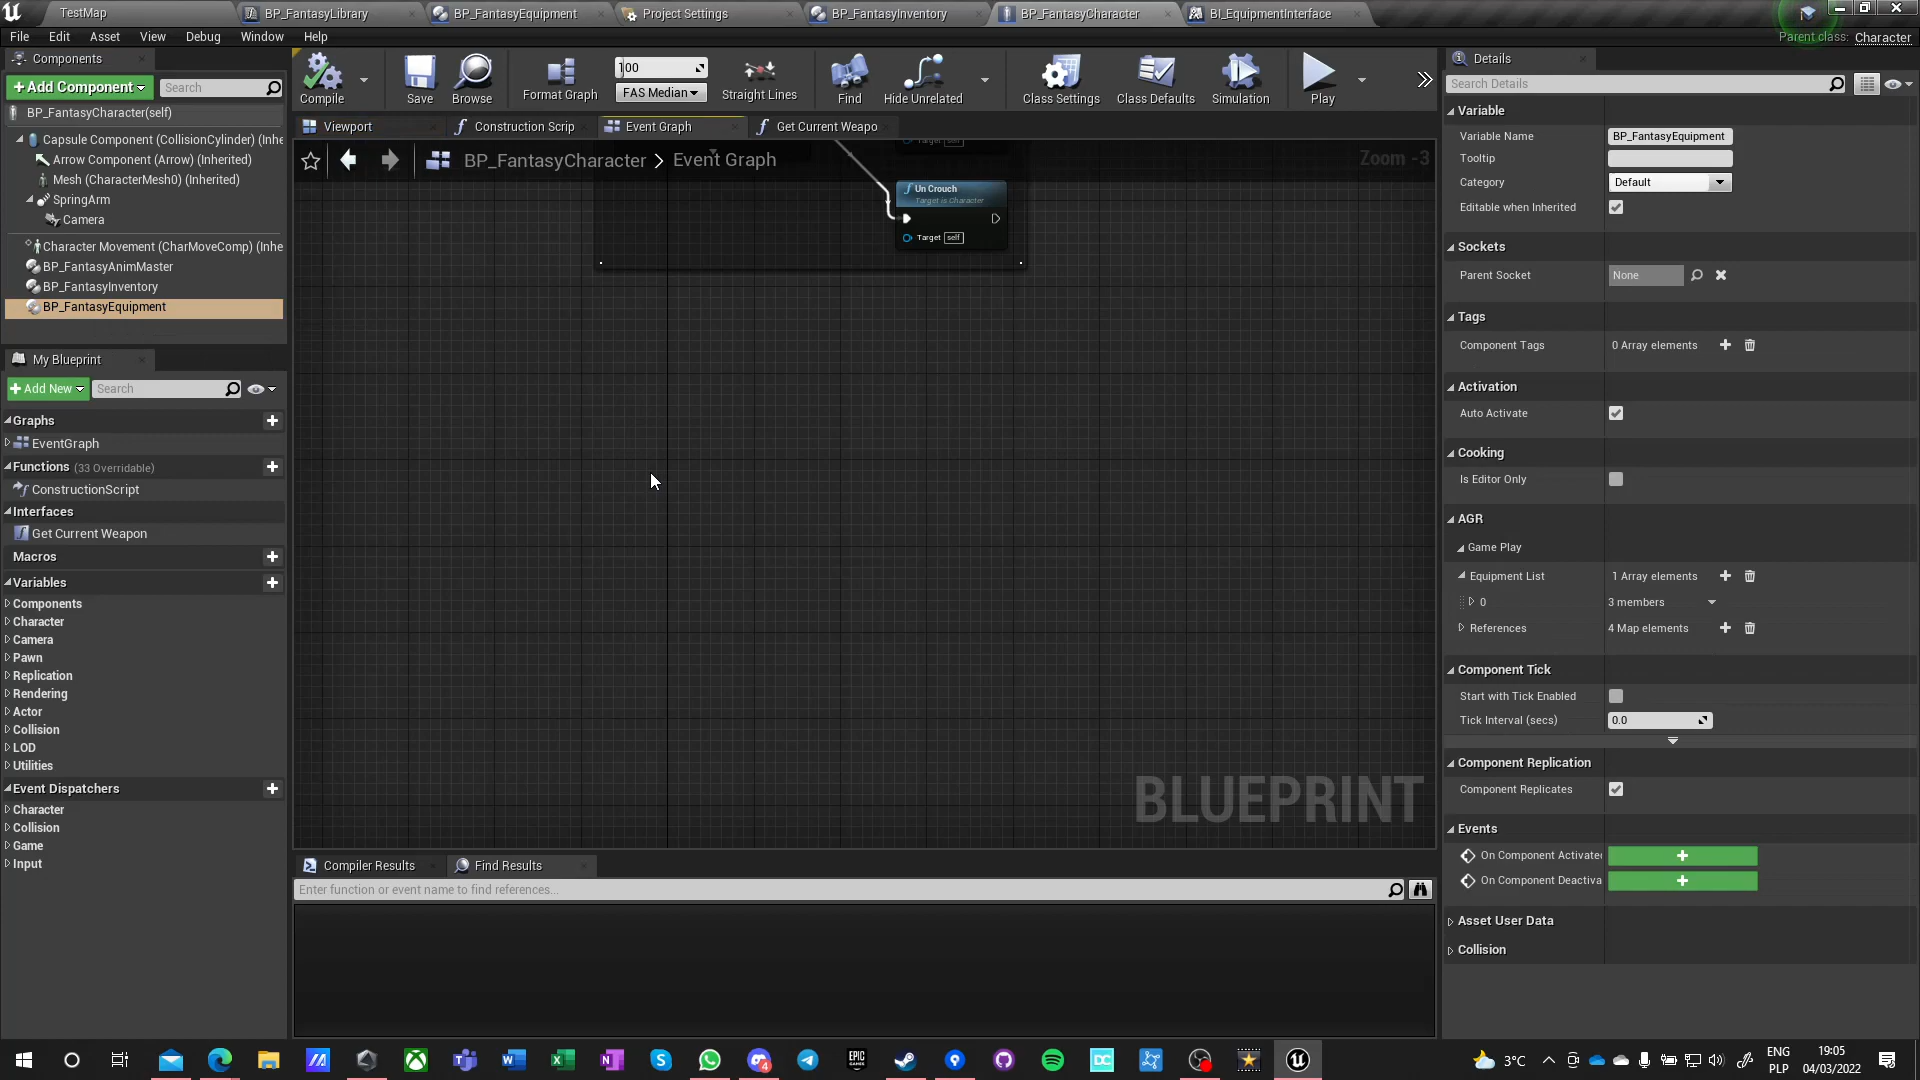 TestMap
BP_FantasyLibrary
BP_FantasyEquipment
Project Settings
BP_FantasyInventory
BP_FantasyCharacter
BI_EquipmentInterface
File Edit Asset View Debug Window Help
Parent class: Character
Components
+Add Component
Search
BP_FantasyCharacter(self)
Capsule Component (CollisionCylinder) (Inhe
Arrow Component (Arrow) (Inherited)
Mesh (CharacterMesh0) (Inherited)
SpringArm
Camera
Character Movement (CharMoveComp) (Inhe
BP_FantasyAnimMaster
BP_FantasyInventory
BP_FantasyEquipment
My Blueprint
+Add New
Search
Graphs
EventGraph
Functions (33 Overridable)
ConstructionScript
Interfaces
Get Current Weapon
Macros
Variables
Components
Character
Camera
Pawn
Replication
Rendering
Actor
Collision
LOD
Utilities
Event Dispatchers
Character
Collision
Game
Input
Compile
Save
Browse
Format Graph
100
FAS Median
Straight Lines
Find
Hide Unrelated
Class Settings
Class Defaults
Simulation
Play
Viewport
Construction Scrip
Event Graph
Get Current Weapo
BP_FantasyCharacter > Event Graph
Zoom -3
Target self
Un Crouch
Target is Character
Target self
BLUEPRINT
Compiler Results
Find Results
Enter function or event name to find references...
Details
Search Details
Variable
Variable Name BP_FantasyEquipment
Tooltip
Category Default
Editable when Inherited
Sockets
Parent Socket None
Tags
Component Tags 0 Array elements
Activation
Auto Activate
Cooking
Is Editor Only
AGR
Game Play
Equipment List 1 Array elements
0 3 members
References 4 Map elements
Component Tick
Start with Tick Enabled
Tick Interval (secs) 0.0
Component Replication
Component Replicates
Events
On Component Activate
On Component Deactiva
Asset User Data
Collision
EPIC GAMES
DC
4
3°C
ENG
PLP
19:05
04/03/2022